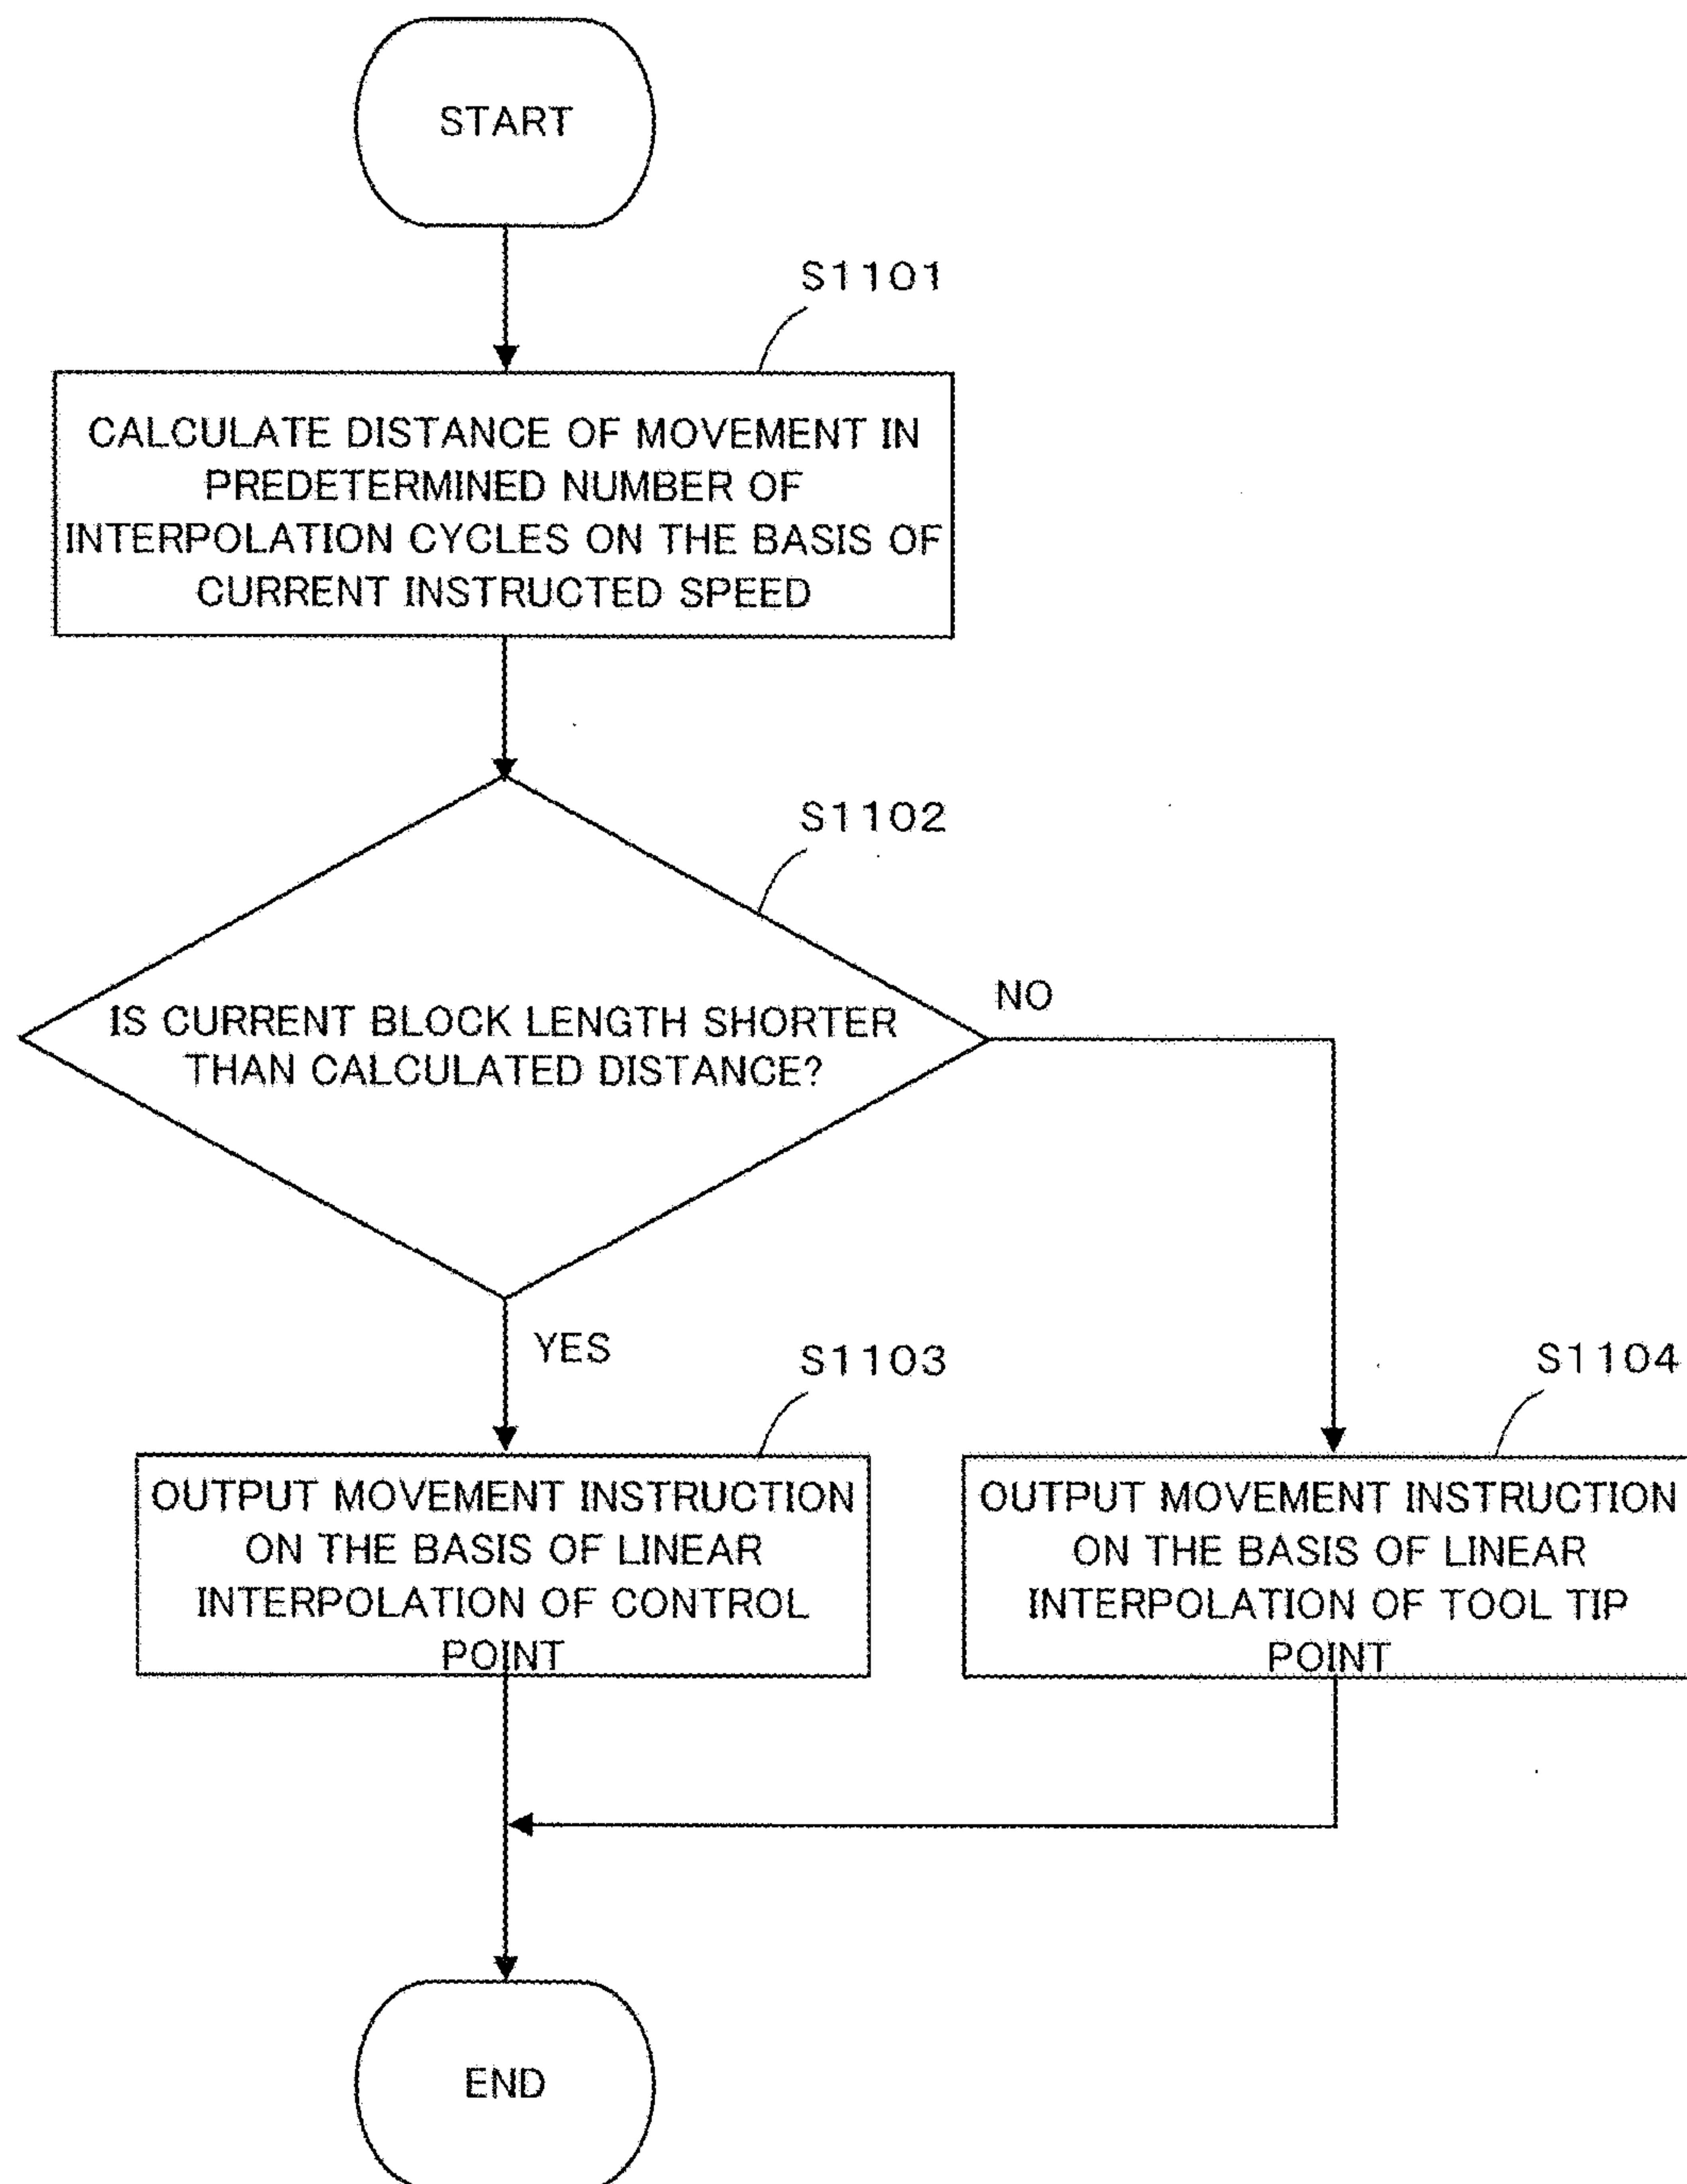 START
S1101
CALCULATE DISTANCE OF MOVEMENT IN
PREDETERMINED NUMBER OF
INTERPOLATION CYCLES ON THE BASIS OF
CURRENT INSTRUCTED SPEED
S1102
IS CURRENT BLOCK LENGTH SHORTER
THAN CALCULATED DISTANCE?
NO
YES
S1103
OUTPUT MOVEMENT INSTRUCTION
ON THE BASIS OF LINEAR
INTERPOLATION OF CONTROL
POINT
S1104
OUTPUT MOVEMENT INSTRUCTION
ON THE BASIS OF LINEAR
INTERPOLATION OF TOOL TIP
POINT
END